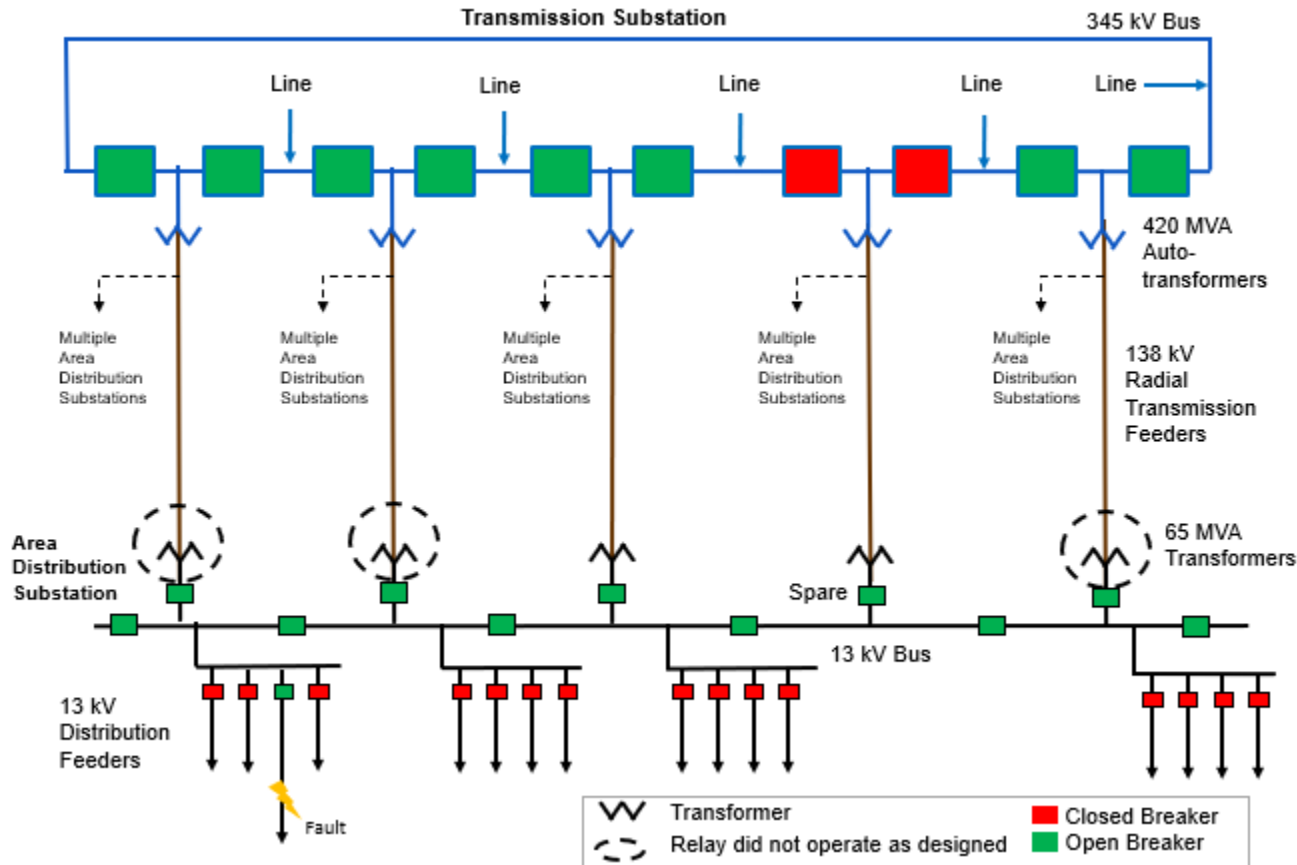 Transmission Substation
345 kV Bus
Line
Line
Line
Line
Line
420 MVA
Auto-
transformers
Multiple
Area
Distribution
Substations
Multiple
Area
Distribution
Substations
Multiple
Area
Distribution
Substations
Multiple
Area
Distribution
Substations
Multiple
Area
Distribution
Substations
138 kV
Radial
Transmission
Feeders
Area
Distribution
Substation
65 MVA
Transformers
Spare
13 kV Bus
13 kV
Distribution
Feeders
Fault
Transformer
Relay did not operate as designed
Closed Breaker
Open Breaker